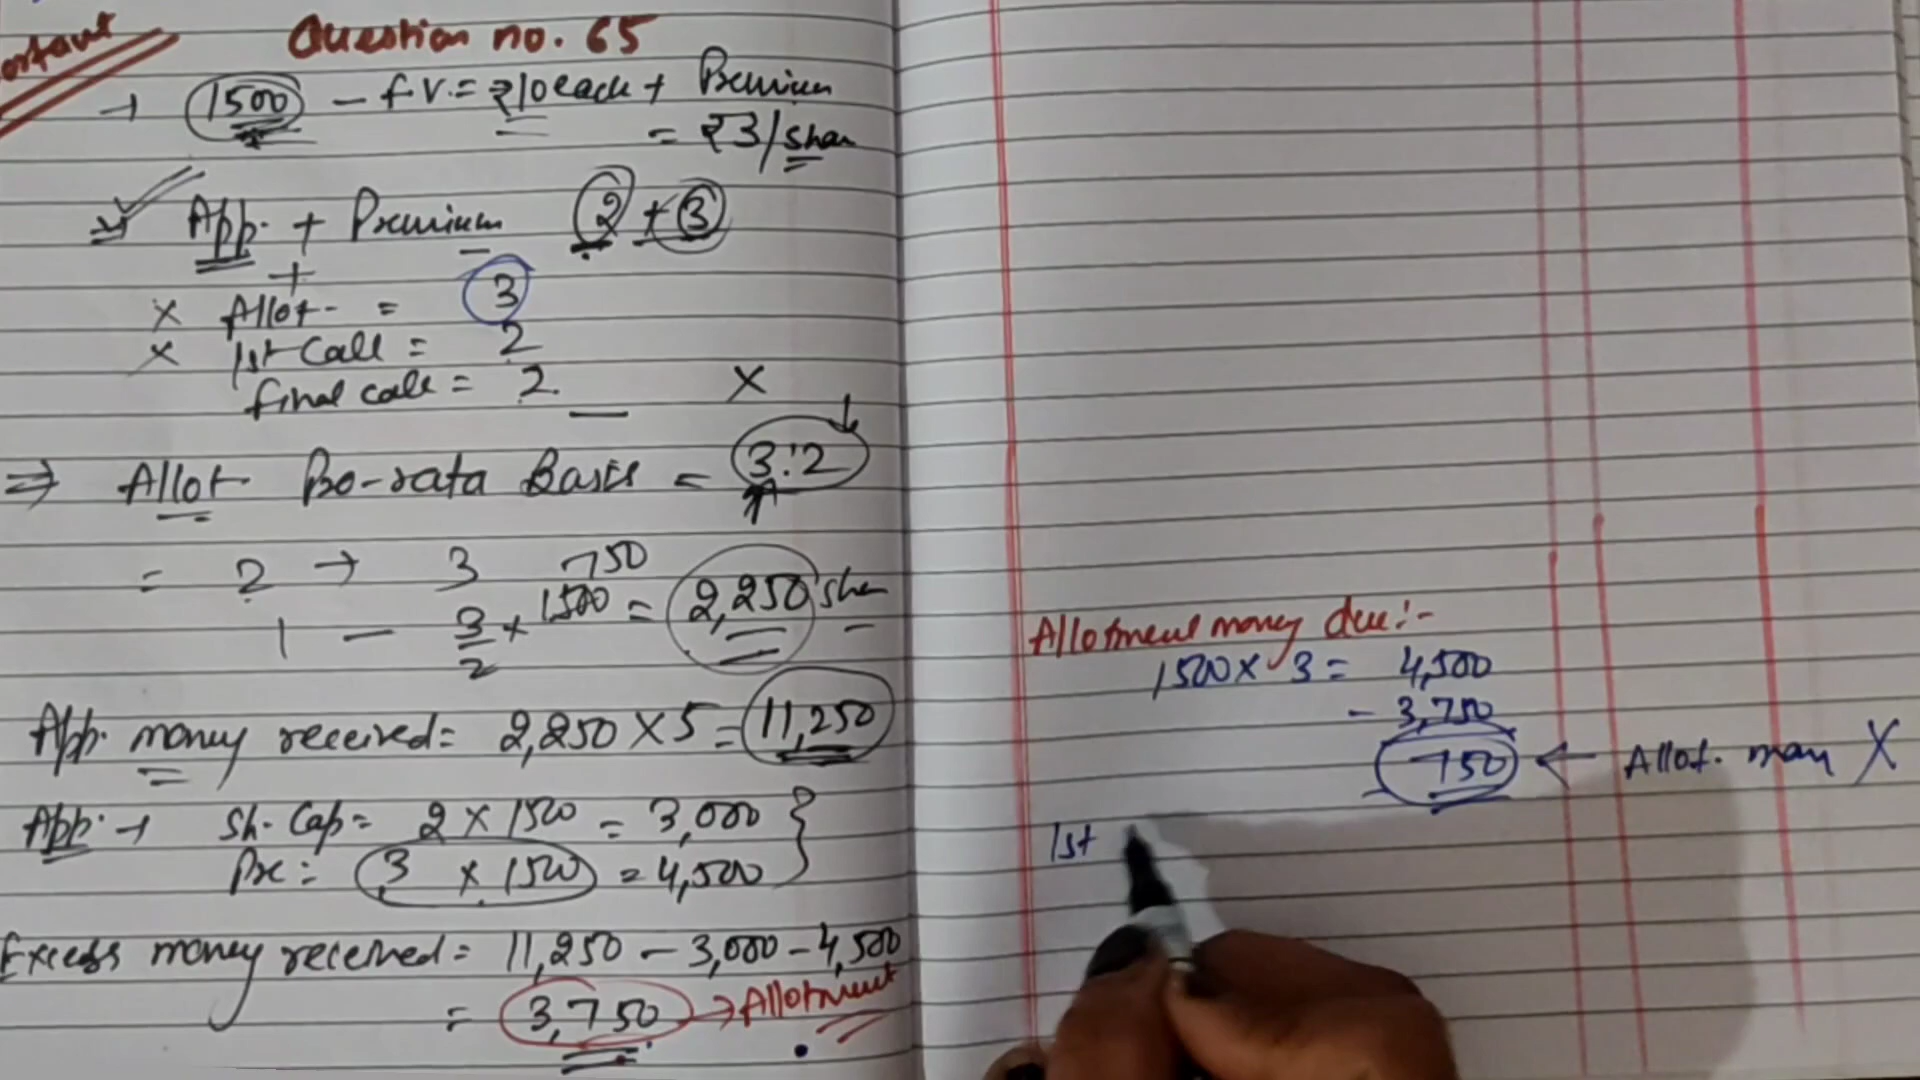 ortant
Question no. 65
→ 1500 - f V. = ₹10 each + Premium
= ₹3/Share
App. + Premium 2 + 3
+
x Allot. = 3
x 1st Call = 2
final call = 2. X
⇒ Allot Pro-rata Basis = 3:2
= 2 → 3 750
1 — 3/2 × 1500 = 2,250 share
App. money received = 2,250 X 5 = 11,250
App. → Sh. Cap = 2 X 1500 = 3,000
Pre = 3 x 1500 = 4,500
Excess money received = 11,250 - 3,000 - 4,500
= 3,750 → Allotment
Allotment money due :-
1500 x 3 = 4,500
- 3,750
750 ← Allot. mon X
1st